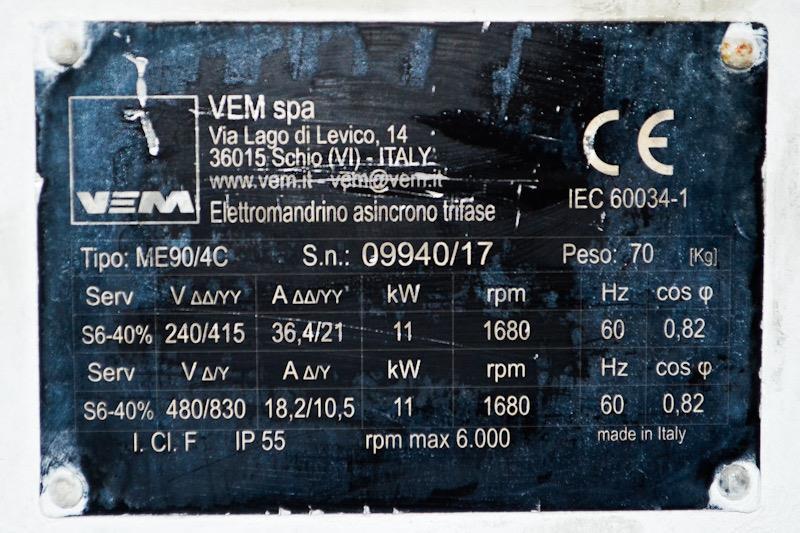 VEM
VEM spa
Via Lago di Levico, 14
36015 Schio (VI) - ITALY
www.vem.it - vem@vem.it
Elettromandrino asincrono trifase
CE
IEC 60034-1
Tipo: ME90/4C S.n.: 09940/17 Peso: 70 [Kg]
Serv V ΔΔ/YY A ΔΔ/YY kW rpm Hz cos φ
S6-40% 240/415 36,4/21 11 1680 60 0,82
Serv V Δ/Y A Δ/Y kW rpm Hz cos φ
S6-40% 480/830 18,2/10,5 11 1680 60 0,82
I. Cl. F IP 55 rpm max 6.000 made in Italy